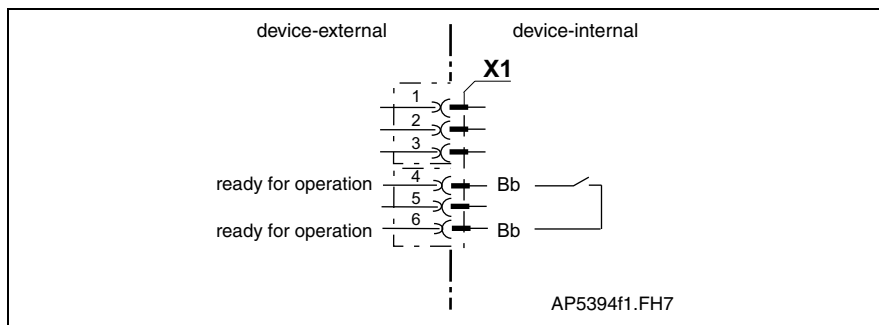 device-external device-internal
X1
1
2
3
ready for operation 4 Bb
5
ready for operation 6 Bb
AP5394f1.FH7